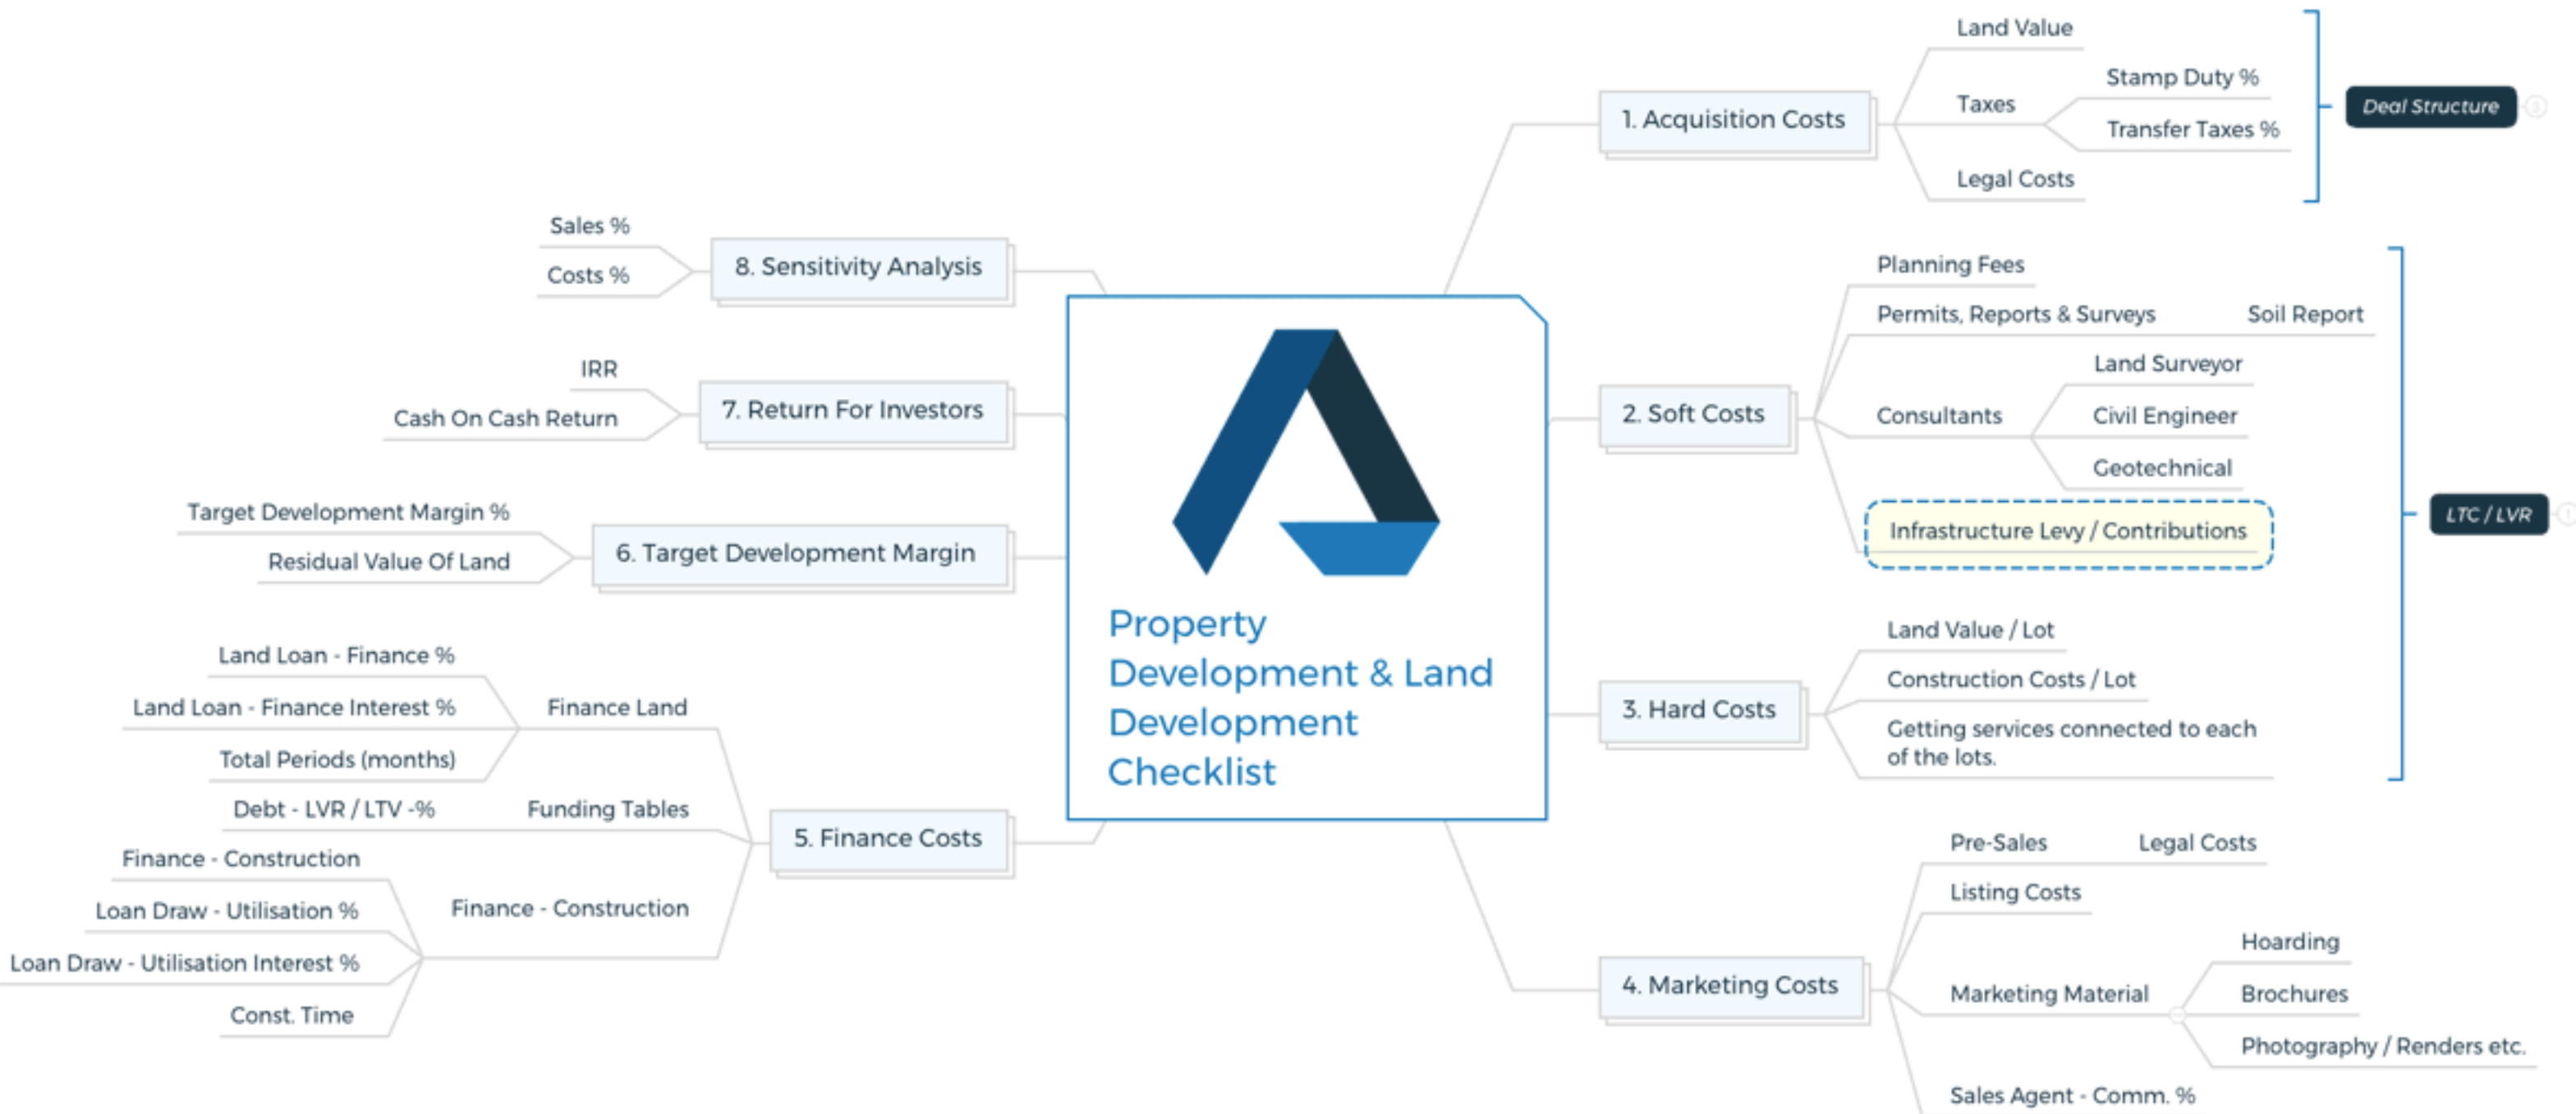 Property
Development & Land
Development
Checklist
1. Acquisition Costs
Land Value
Taxes
Stamp Duty %
Transfer Taxes %
Legal Costs
Deal Structure
2. Soft Costs
Planning Fees
Permits, Reports & Surveys
Soil Report
Consultants
Land Surveyor
Civil Engineer
Geotechnical
Infrastructure Levy / Contributions
3. Hard Costs
Land Value / Lot
Construction Costs / Lot
Getting services connected to each
of the lots.
LTC / LVR
4. Marketing Costs
Pre-Sales
Legal Costs
Listing Costs
Marketing Material
Hoarding
Brochures
Photography / Renders etc.
Sales Agent - Comm. %
5. Finance Costs
Finance Land
Land Loan - Finance %
Land Loan - Finance Interest %
Total Periods (months)
Funding Tables
Debt - LVR / LTV -%
Finance - Construction
Finance - Construction
Loan Draw - Utilisation %
Loan Draw - Utilisation Interest %
Const. Time
6. Target Development Margin
Target Development Margin %
Residual Value Of Land
7. Return For Investors
IRR
Cash On Cash Return
8. Sensitivity Analysis
Sales %
Costs %